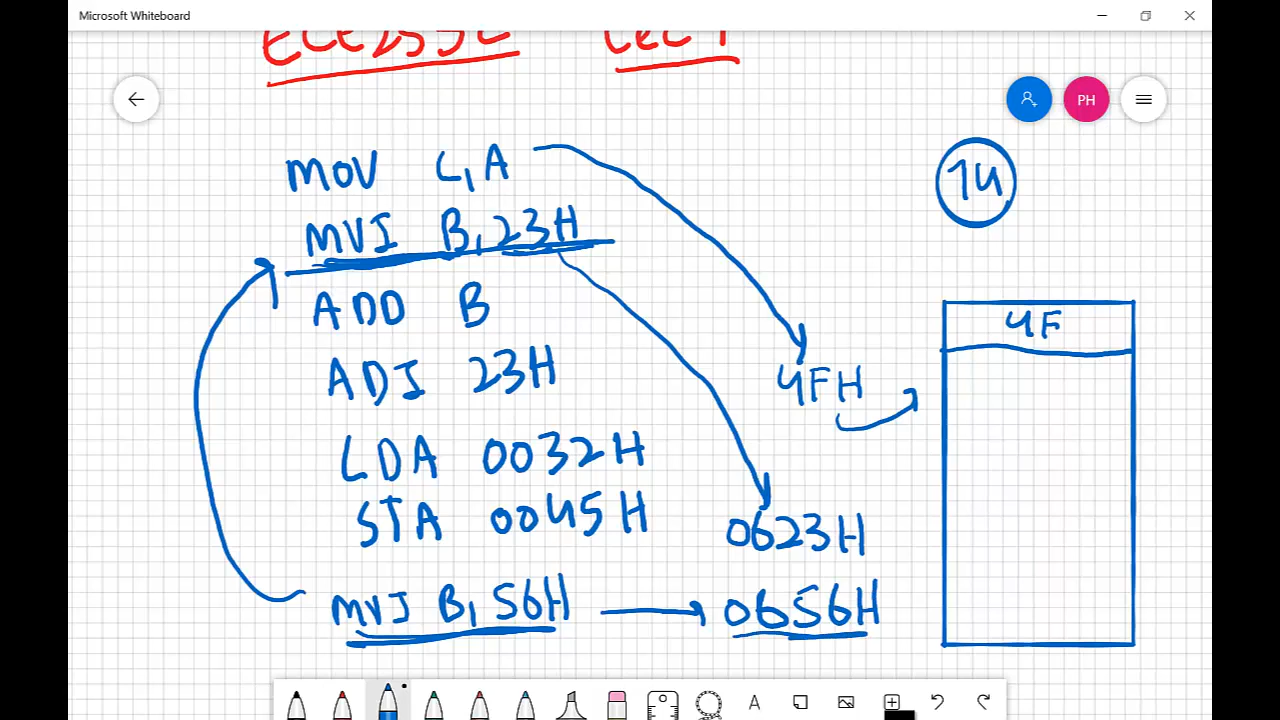 Microsoft Whiteboard
PH
MOV C, A
14
MVI B, 23H
ADD B
4F
ADI 23H
4FH
LDA 0032H
STA 0045H
0623H
MVI B, 56H
0656H
A